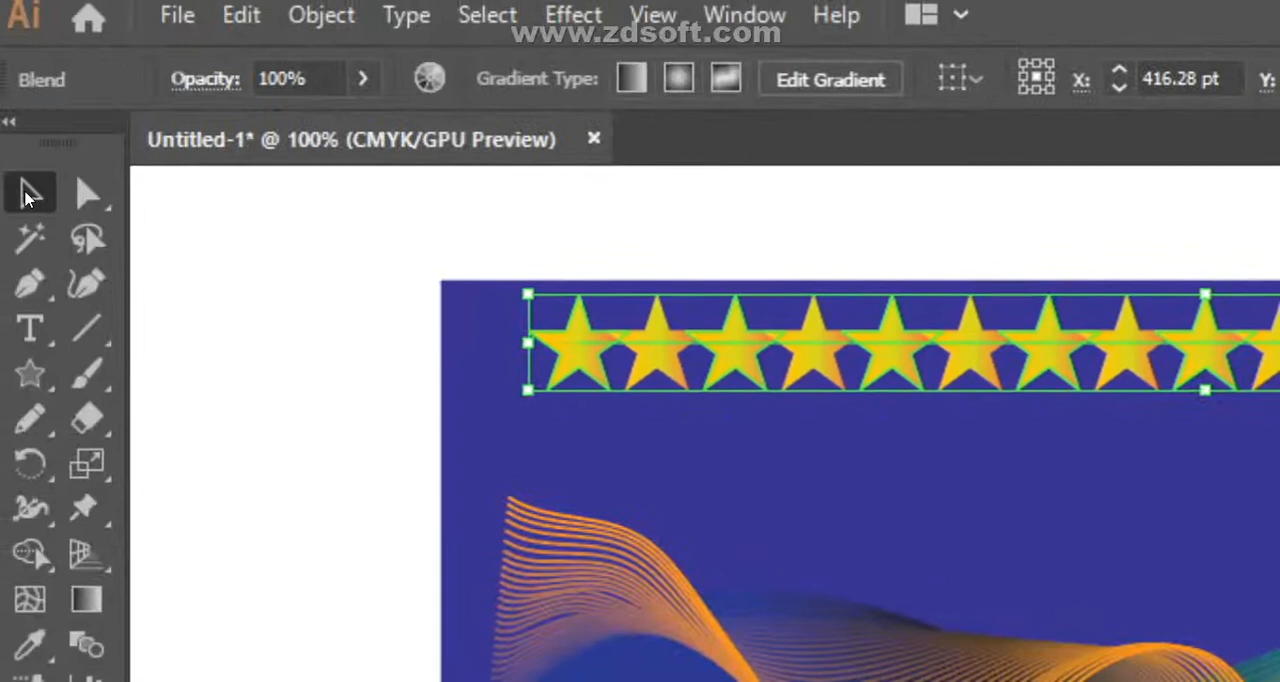 Ai File Edit Object Type Select Effect View Window Help
www.zdsoft.com
Blend Opacity: 100% Gradient Type: Edit Gradient X: 416.28 pt Y:
Untitled-1* @ 100% (CMYK/GPU Preview) ×